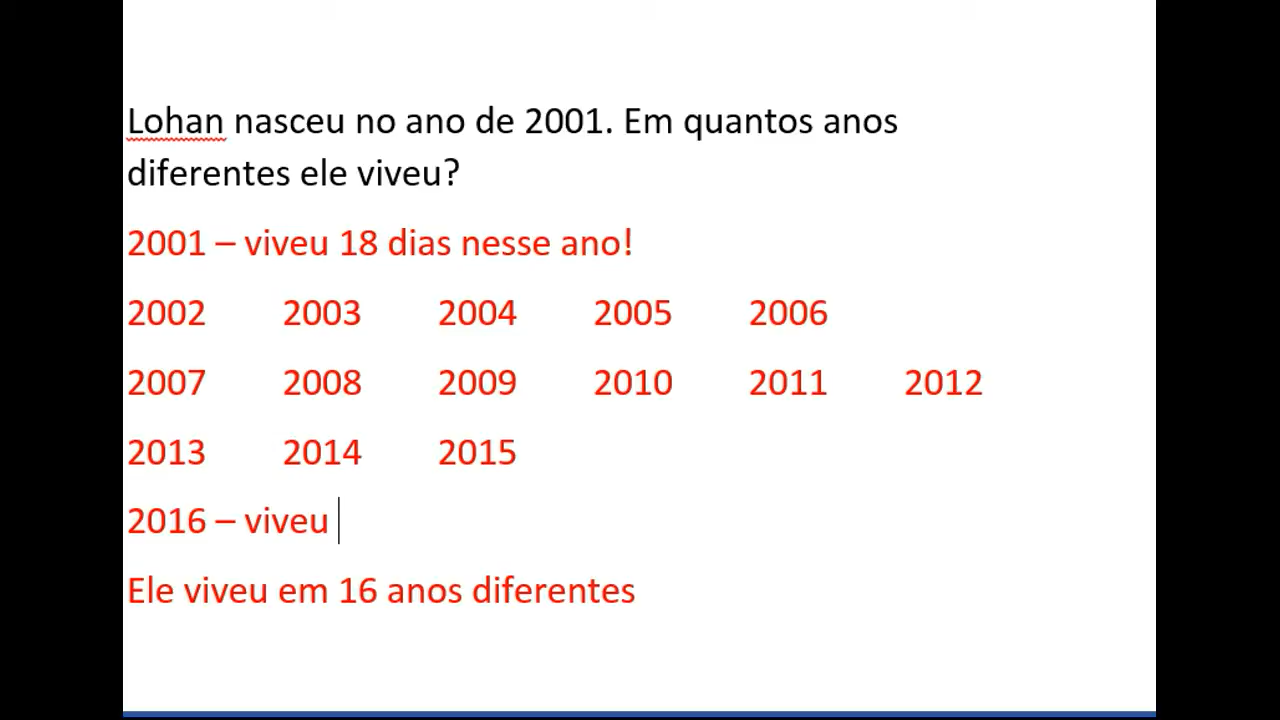 Lohan nasceu no ano de 2001. Em quantos anos
diferentes ele viveu?
2001 – viveu 18 dias nesse ano!
2002 2003 2004 2005 2006
2007 2008 2009 2010 2011 2012
2013 2014 2015
2016 – viveu
Ele viveu em 16 anos diferentes